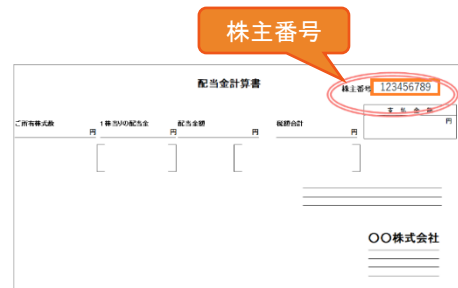 株主番号
配当金計算書
株主番号 123456789
支払金額
円
ご所有株式数 1株当りの配当金 配当金額 税額合計
円 円 円 円
〇〇株式会社